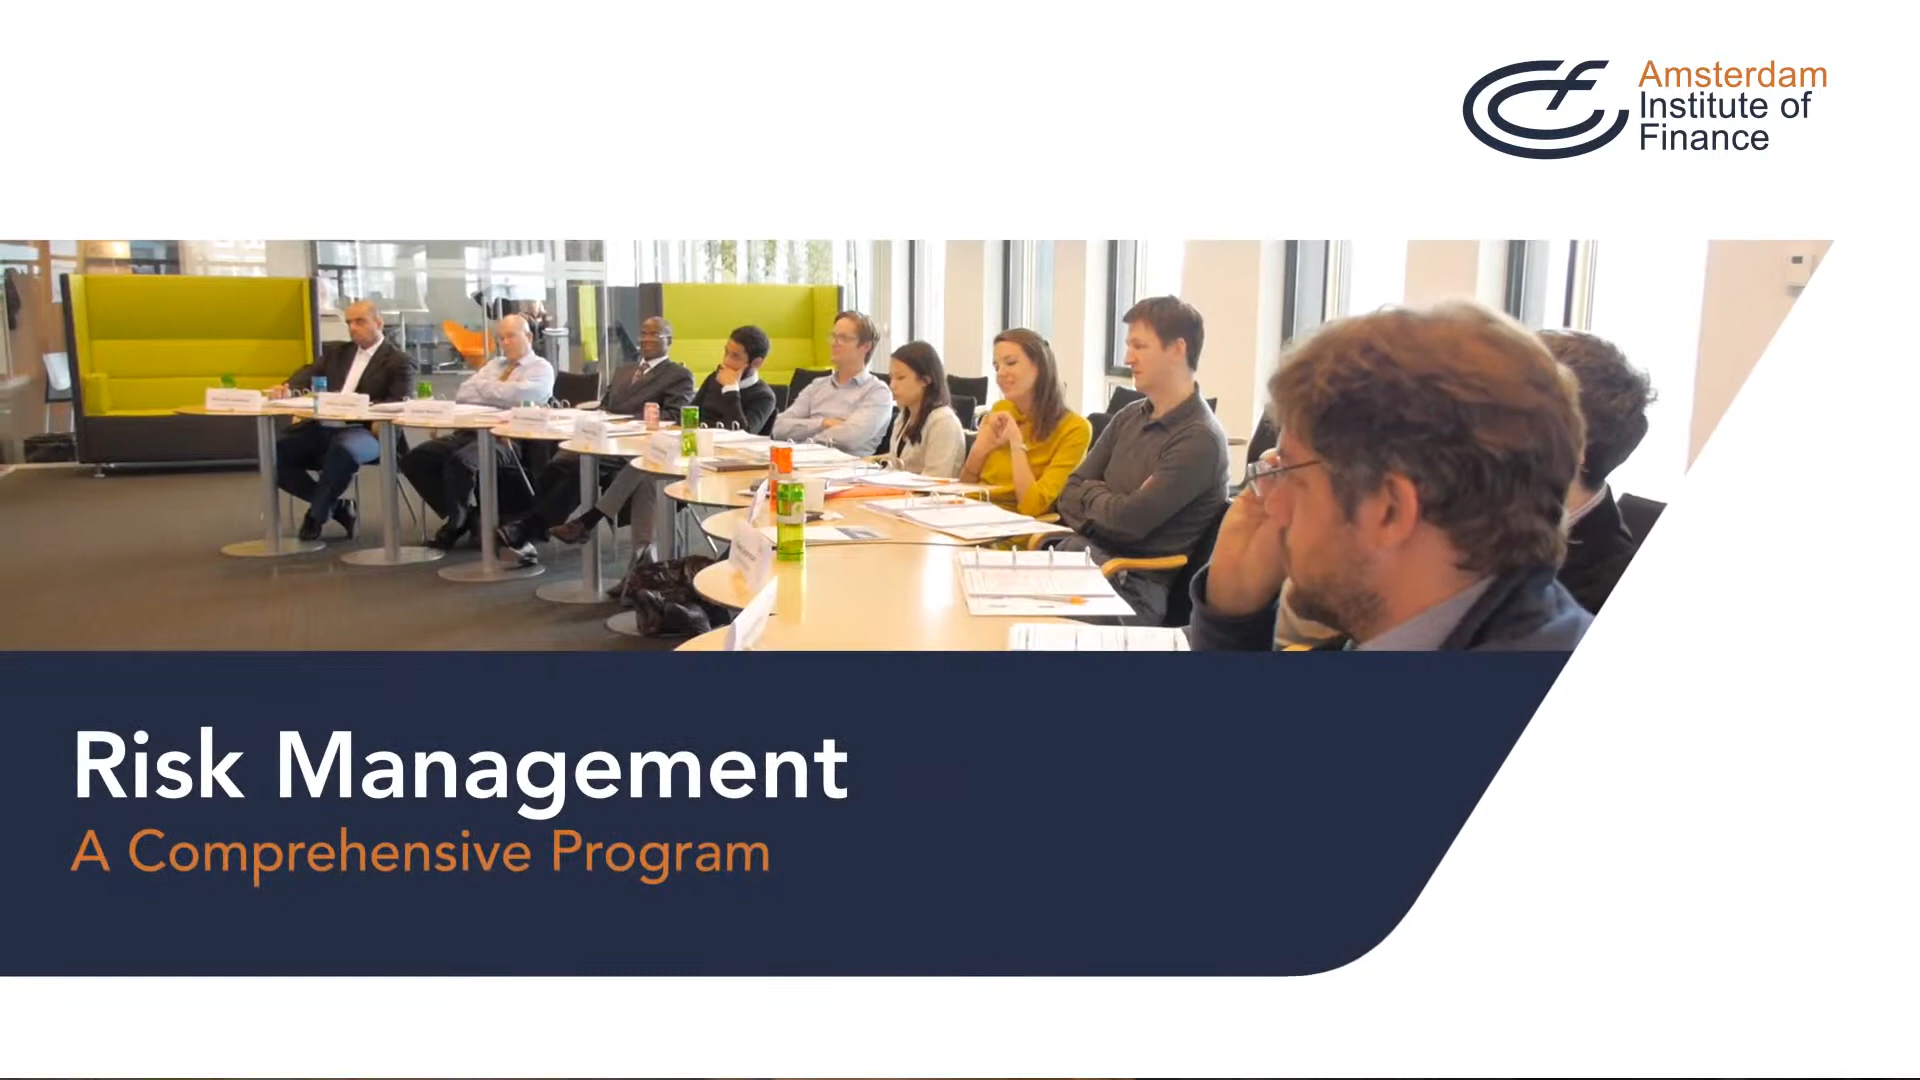 Amsterdam
Institute of
Finance
Risk Management
A Comprehensive Program